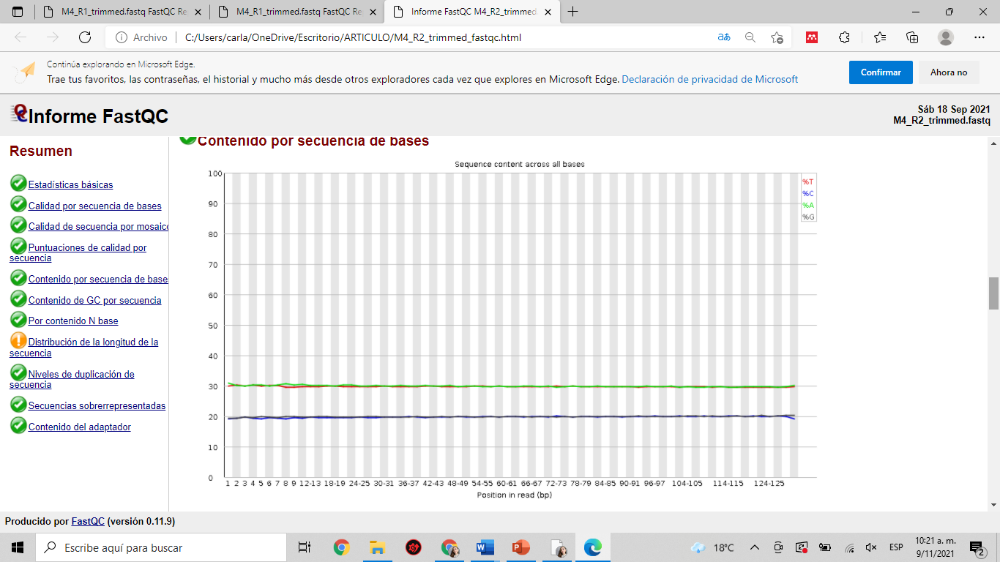 M4_R1_trimmed.fastq FastQC Re
M4_R1_trimmed.fastq FastQC Re
Informe FastQC M4_R2_trimmed
Archivo
C:/Users/carla/OneDrive/Escritorio/ARTICULO/M4_R2_trimmed_fastqc.html
aあ
Continúa explorando en Microsoft Edge.
Trae tus favoritos, las contraseñas, el historial y mucho más desde otros exploradores cada vez que explores en Microsoft Edge. Declaración de privacidad de Microsoft
Confirmar
Ahora no
Informe FastQC
Sáb 18 Sep 2021
M4_R2_trimmed.fastq
Resumen
Estadísticas básicas
Calidad por secuencia de bases
Calidad de secuencia por mosaico
Puntuaciones de calidad por
secuencia
Contenido por secuencia de base
Contenido de GC por secuencia
Por contenido N base
Distribución de la longitud de la
secuencia
Niveles de duplicación de
secuencia
Secuencias sobrerrepresentadas
Contenido del adaptador
Contenido por secuencia de bases
Sequence content across all bases
100
90
80
70
60
50
40
30
20
10
0
%T
%C
%A
%G
1 2 3 4 5 6 7 8 9 12-13 18-19 24-25 30-31 36-37 42-43 48-49 54-55 60-61 66-67 72-73 78-79 84-85 90-91 96-97 104-105 114-115 124-125
Position in read (bp)
Producido por FastQC (versión 0.11.9)
Escribe aquí para buscar
18°C
ESP
10:21 a. m.
9/11/2021
2